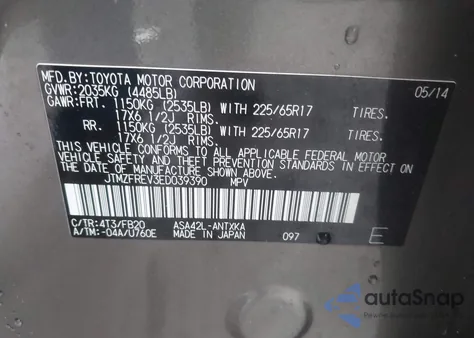 MFD.BY: TOYOTA MOTOR CORPORATION 05/14
GVWR: 2035KG (4485LB)
GAWR: FRT. 1150KG (2535LB) WITH 225/65R17 TIRES.
17X6 1/2J RIMS.
RR. 1150KG (2535LB) WITH 225/65R17 TIRES.
17X6 1/2J RIMS.
THIS VEHICLE CONFORMS TO ALL APPLICABLE FEDERAL MOTOR
VEHICLE SAFETY AND THEFT PREVENTION STANDARDS IN EFFECT ON
THE DATE OF MANUFACTURE SHOWN ABOVE.
JTMZFREV3ED039390 MPV
C/TR: 4T3/FB20 ASA42L-ANTXKA
A/TM: -04A/U760E MADE IN JAPAN 097 E
autoSnap